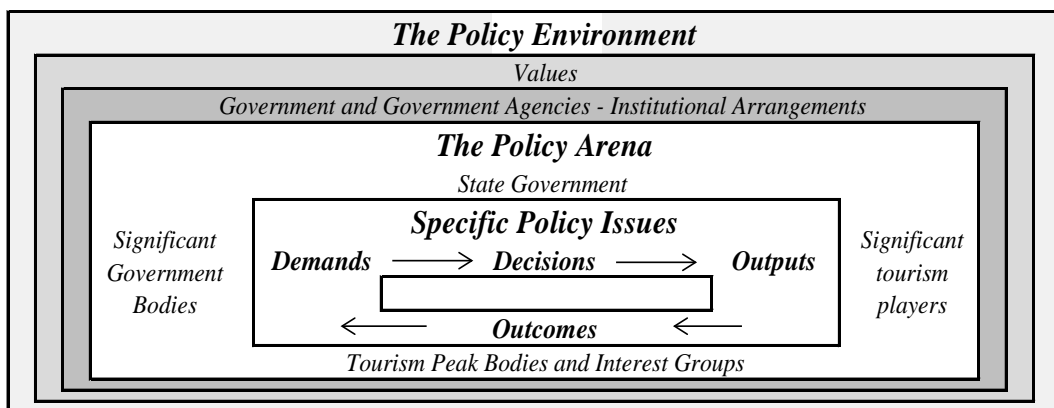 The Policy Environment
Values
Government and Government Agencies - Institutional Arrangements
The Policy Arena
State Government
Significant
Government
Bodies
Specific Policy Issues
Demands Decisions Outputs
Outcomes
Significant
tourism
players
Tourism Peak Bodies and Interest Groups